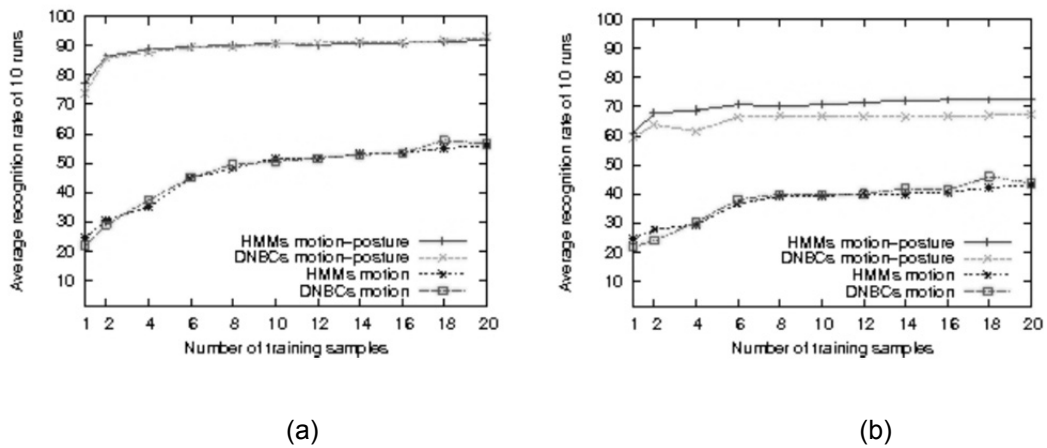 Average recognition rate of 10 runs
100
90
80
70
60
50
40
30
20
10
HMMs motion-posture
DNBCs motion-posture
HMMs motion
DNBCs motion
1 2 4 6 8 10 12 14 16 18 20
Number of training samples
(a)
Average recognition rate of 10 runs
100
90
80
70
60
50
40
30
20
10
HMMs motion-posture
DNBCs motion-posture
HMMs motion
DNBCs motion
1 2 4 6 8 10 12 14 16 18 20
Number of training samples
(b)